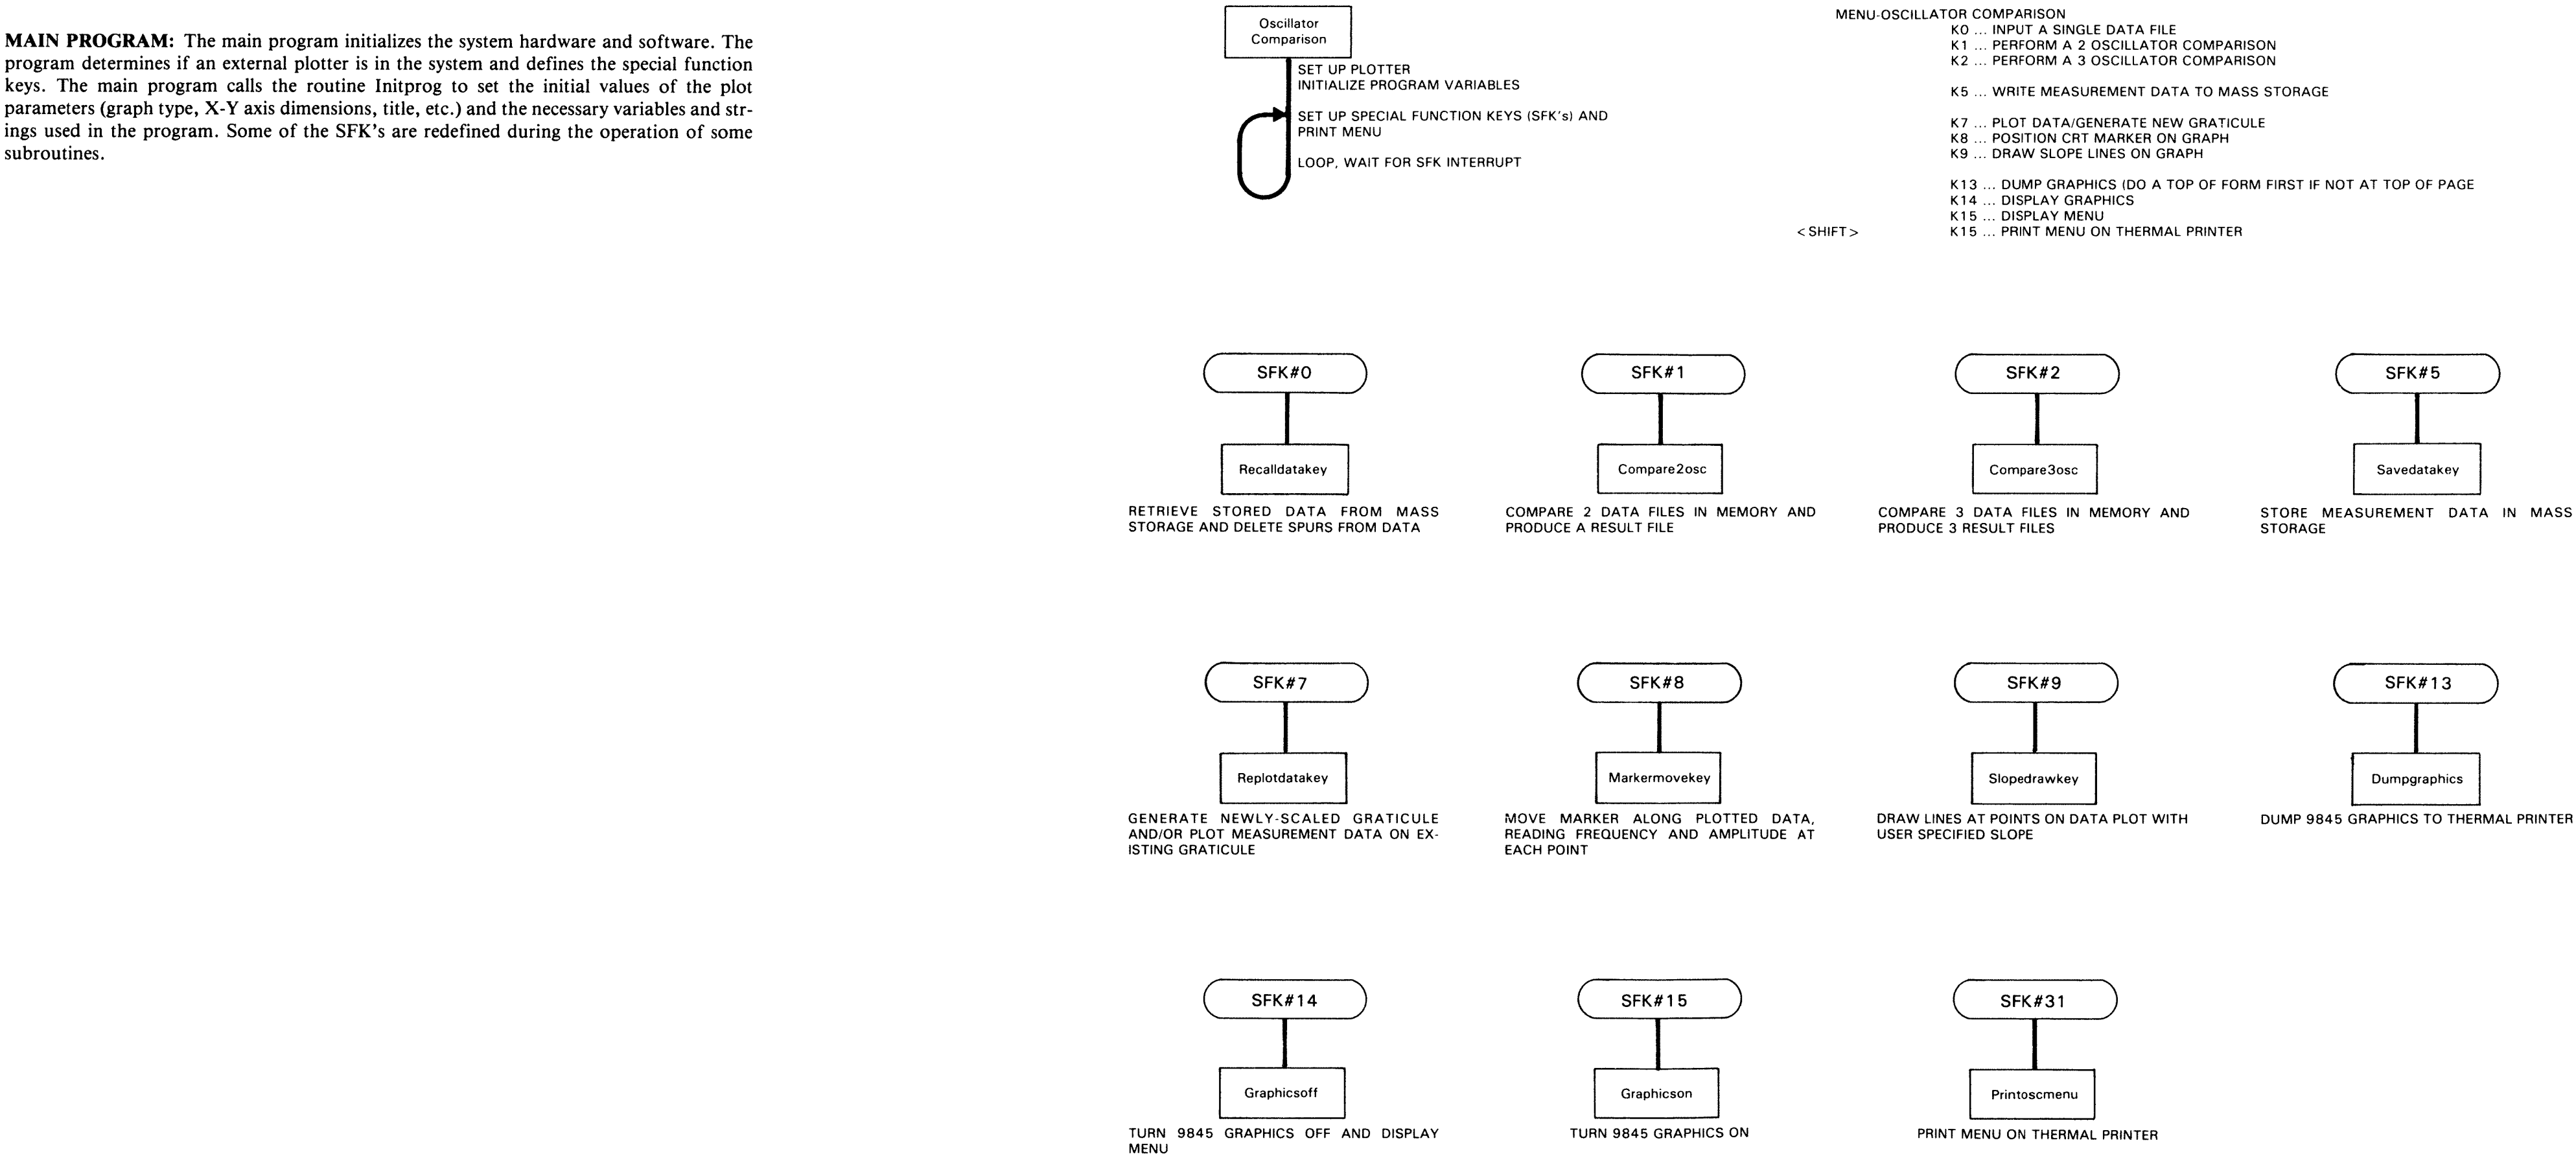 MAIN PROGRAM: The main program initializes the system hardware and software. The
program determines if an external plotter is in the system and defines the special function
keys. The main program calls the routine Initprog to set the initial values of the plot
parameters (graph type, X-Y axis dimensions, title, etc.) and the necessary variables and str-
ings used in the program. Some of the SFK's are redefined during the operation of some
subroutines.
Oscillator
Comparison
SET UP PLOTTER
INITIALIZE PROGRAM VARIABLES
SET UP SPECIAL FUNCTION KEYS (SFK's) AND
PRINT MENU
LOOP, WAIT FOR SFK INTERRUPT
MENU-OSCILLATOR COMPARISON
K0 ... INPUT A SINGLE DATA FILE
K1 ... PERFORM A 2 OSCILLATOR COMPARISON
K2 ... PERFORM A 3 OSCILLATOR COMPARISON
K5 ... WRITE MEASUREMENT DATA TO MASS STORAGE
K7 ... PLOT DATA/GENERATE NEW GRATICULE
K8 ... POSITION CRT MARKER ON GRAPH
K9 ... DRAW SLOPE LINES ON GRAPH
K13 ... DUMP GRAPHICS (DO A TOP OF FORM FIRST IF NOT AT TOP OF PAGE
K14 ... DISPLAY GRAPHICS
K15 ... DISPLAY MENU
<SHIFT> K15 ... PRINT MENU ON THERMAL PRINTER
SFK#0
Recalldatakey
RETRIEVE STORED DATA FROM MASS
STORAGE AND DELETE SPURS FROM DATA
SFK#1
Compare2osc
COMPARE 2 DATA FILES IN MEMORY AND
PRODUCE A RESULT FILE
SFK#2
Compare3osc
COMPARE 3 DATA FILES IN MEMORY AND
PRODUCE 3 RESULT FILES
SFK#5
Savedatakey
STORE MEASUREMENT DATA IN MASS
STORAGE
SFK#7
Replotdatakey
GENERATE NEWLY-SCALED GRATICULE
AND/OR PLOT MEASUREMENT DATA ON EX-
ISTING GRATICULE
SFK#8
Markermovekey
MOVE MARKER ALONG PLOTTED DATA,
READING FREQUENCY AND AMPLITUDE AT
EACH POINT
SFK#9
Slopedrawkey
DRAW LINES AT POINTS ON DATA PLOT WITH
USER SPECIFIED SLOPE
SFK#13
Dumpgraphics
DUMP 9845 GRAPHICS TO THERMAL PRINTER
SFK#14
Graphicsoff
TURN 9845 GRAPHICS OFF AND DISPLAY
MENU
SFK#15
Graphicson
TURN 9845 GRAPHICS ON
SFK#31
Printoscmenu
PRINT MENU ON THERMAL PRINTER